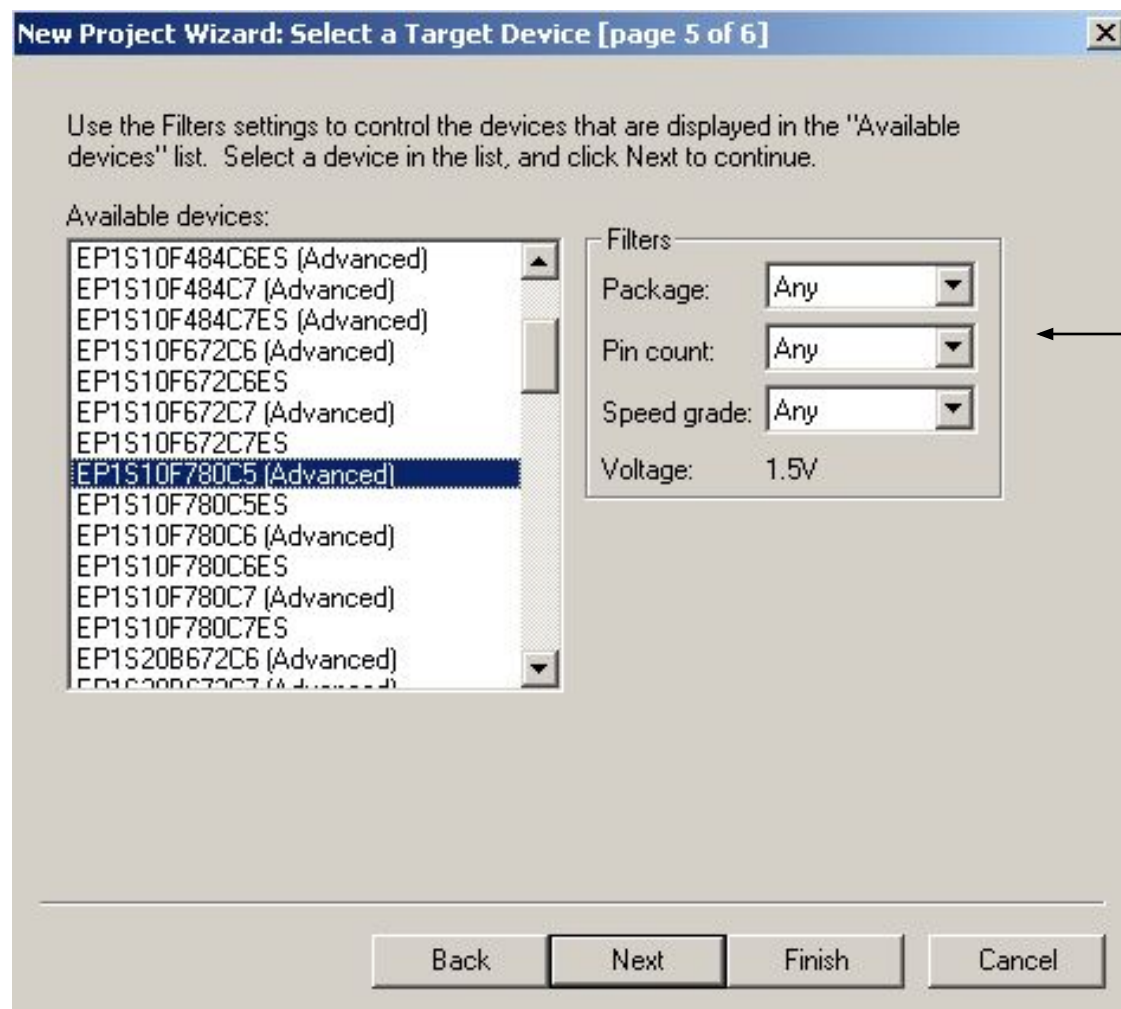 New Project Wizard: Select a Target Device [page 5 of 6]
Use the Filters settings to control the devices that are displayed in the "Available
devices" list. Select a device in the list, and click Next to continue.
Available devices:
EP1S10F484C6ES (Advanced)
EP1S10F484C7 (Advanced)
EP1S10F484C7ES (Advanced)
EP1S10F672C6 (Advanced)
EP1S10F672C6ES
EP1S10F672C7 (Advanced)
EP1S10F672C7ES
EP1S10F780C5 (Advanced)
EP1S10F780C5ES
EP1S10F780C6 (Advanced)
EP1S10F780C6ES
EP1S10F780C7 (Advanced)
EP1S10F780C7ES
EP1S20B672C6 (Advanced)
Filters
Package: Any
Pin count: Any
Speed grade: Any
Voltage: 1.5V
Back Next Finish Cancel